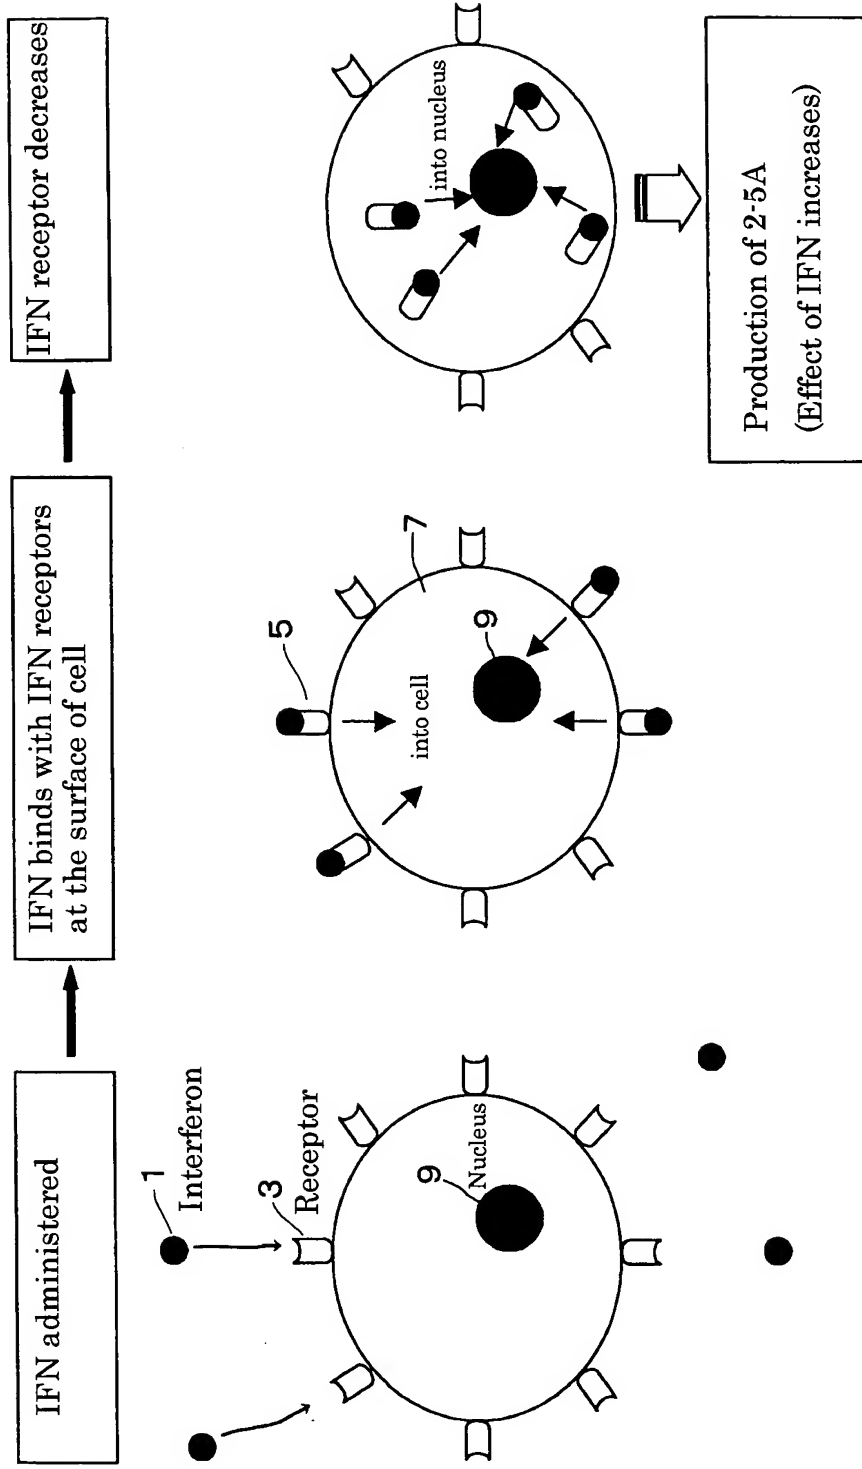 IFN administered
IFN binds with IFN receptors
at the surface of cell
IFN receptor decreases
1
Interferon
3
Receptor
9
Nucleus
5
7
into cell
9
into nucleus
Production of 2-5A
(Effect of IFN increases)